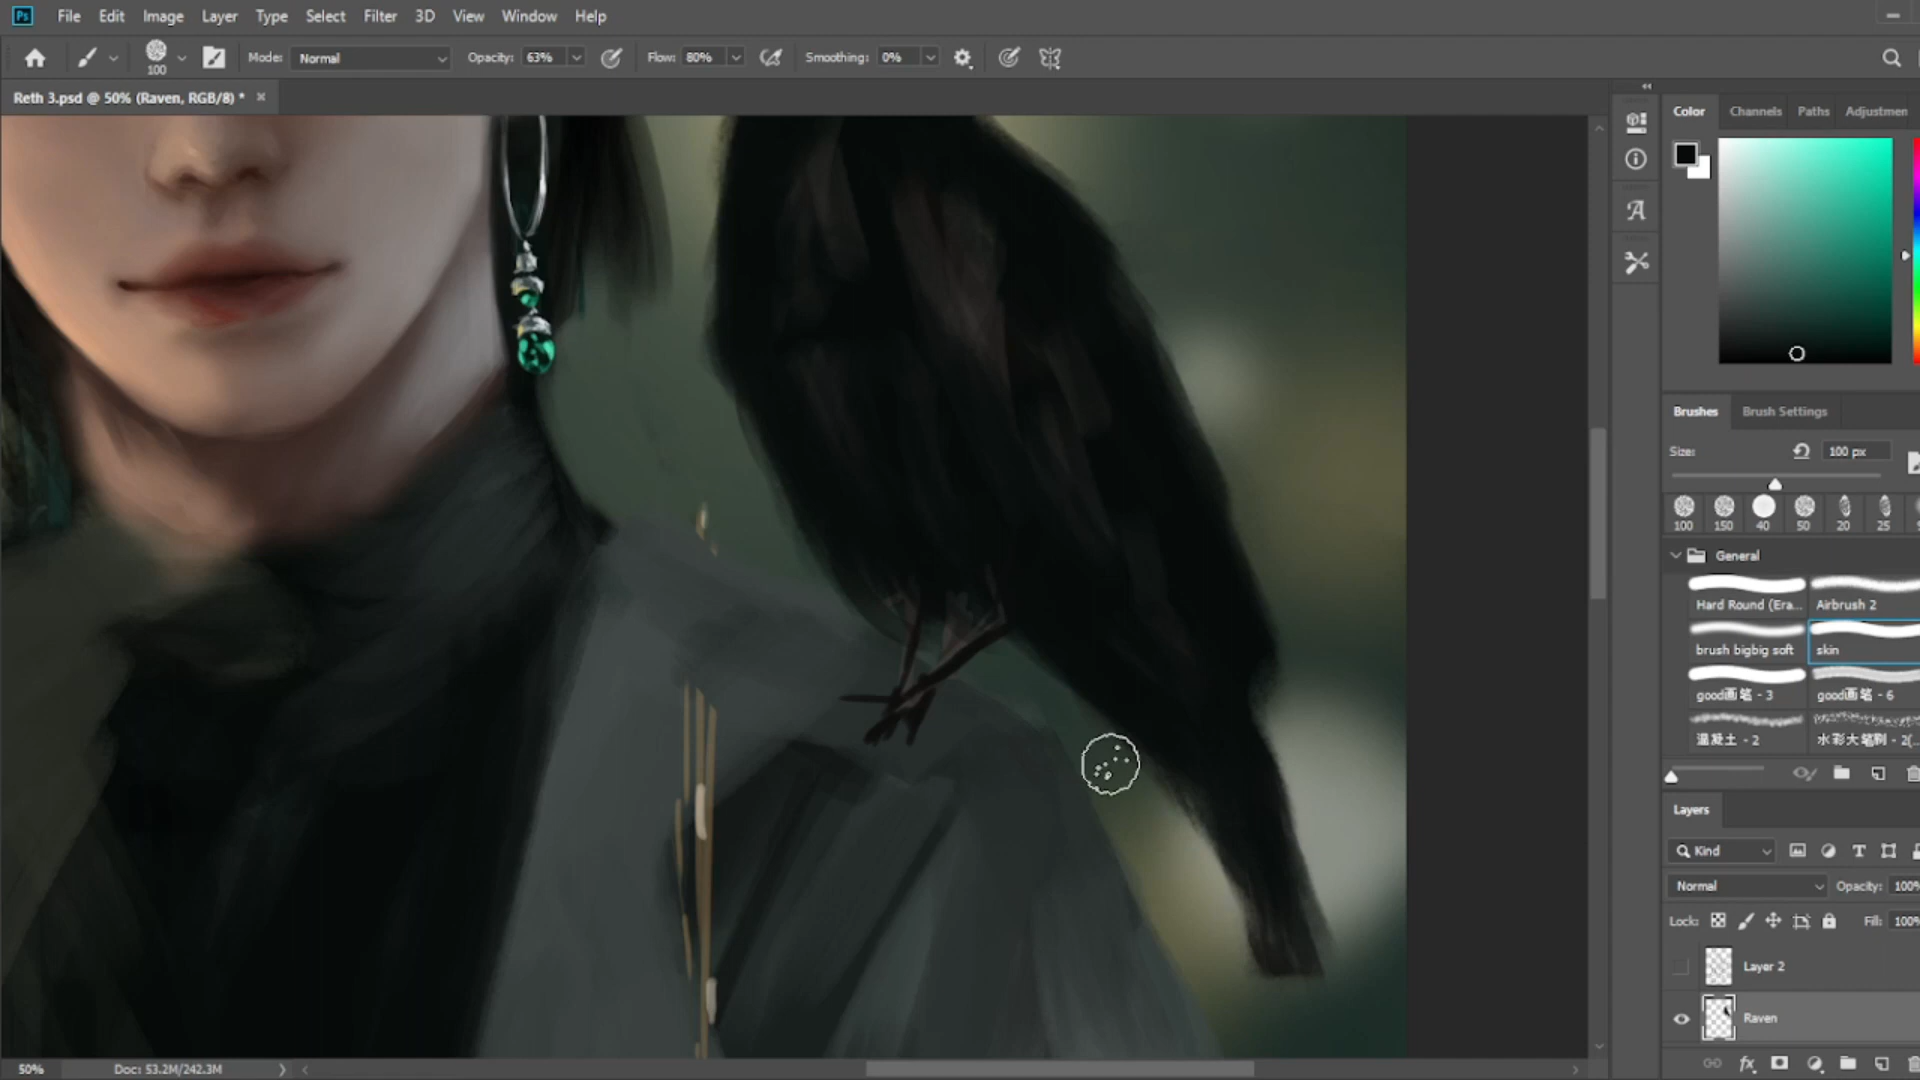 Ps File Edit Image Layer Type Select Filter 3D View Window Help
100 Mode: Normal Opacity: 63% Flow: 80% Smoothing: 0%
Reth 3.psd @ 50% (Raven, RGB/8) *
Color Channels Paths Adjustmen
Brushes Brush Settings
Size: 100 px
100 150 40 50 20 25
General
Hard Round (Era... Airbrush 2
brush bigbig soft skin
good画笔 - 3 good画笔 - 6
混凝土 - 2 水彩大笔刷 - 2(...
Layers
Kind
Normal Opacity: 100%
Lock: Fill: 100%
Layer 2
Raven
50% Doc: 53.2M/242.3M